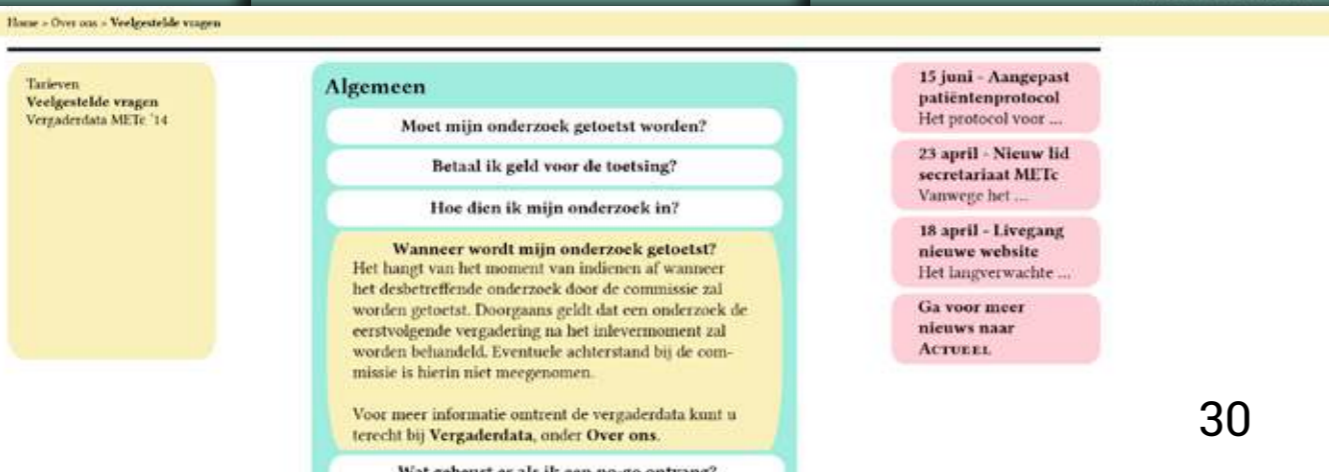 Home » Over ons » Veelgestelde vragen
Tarieven
Veelgestelde vragen
Vergaderdata METc '14
Algemeen
Moet mijn onderzoek getoetst worden?
Betaal ik geld voor de toetsing?
Hoe dien ik mijn onderzoek in?
Wanneer wordt mijn onderzoek getoetst?
Het hangt van het moment van indienen af wanneer
het desbetreffende onderzoek door de commissie zal
worden getoetst. Doorgaans geldt dat een onderzoek de
eerstvolgende vergadering na het inlevermoment zal
worden behandeld. Eventuele achterstand bij de com-
missie is hierin niet meegenomen.
Voor meer informatie omtrent de vergaderdata kunt u
terecht bij Vergaderdata, onder Over ons.
Wat gebeurt er als ik een no-go ontvang?
15 juni - Aangepast
patiëntenprotocol
Het protocol voor ...
23 april - Nieuw lid
secretariaat METc
Vanwege het ...
18 april - Livegang
nieuwe website
Het langverwachte ...
Ga voor meer
nieuws naar
ACTUEEL
30